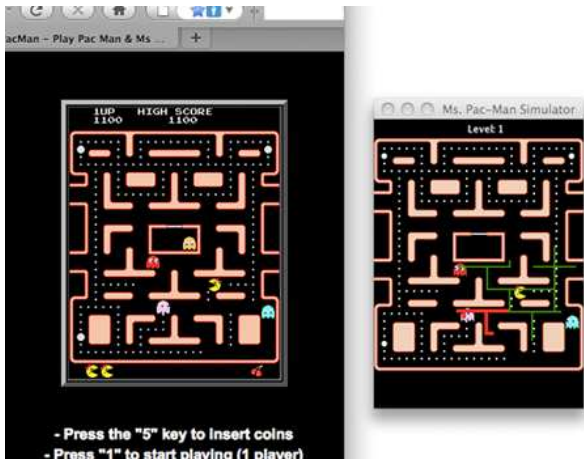 acMan – Play Pac Man & Ms ...
+
1UP HIGH SCORE
1100 1100
- Press the "5" key to insert coins
- Press "1" to start playing (1 player)
Ms. Pac-Man Simulator
Level: 1